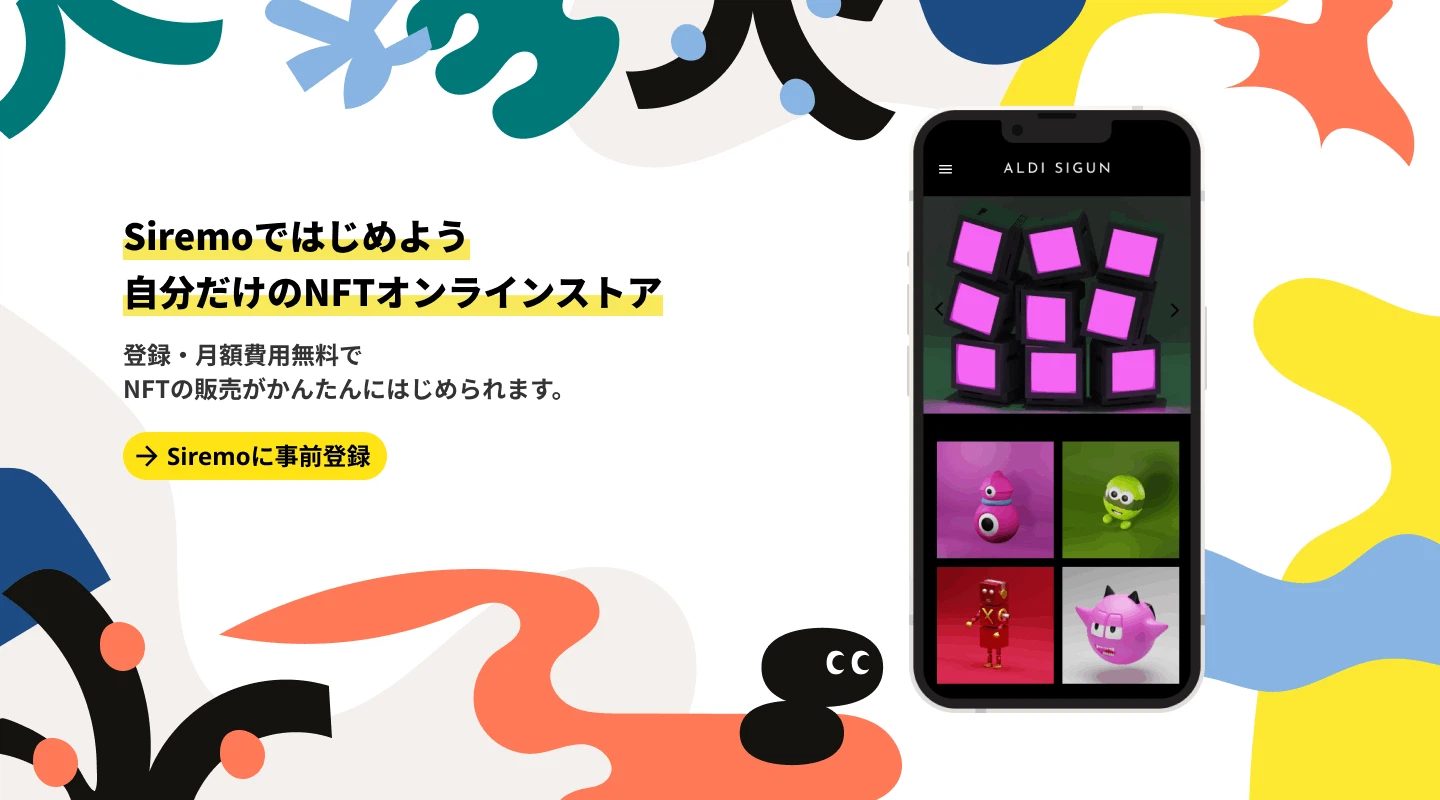 Siremoではじめよう
自分だけのNFTオンラインストア
登録・月額費用無料で
NFTの販売がかんたんにはじめられます。
→ Siremoに事前登録
ALDI SIGUN